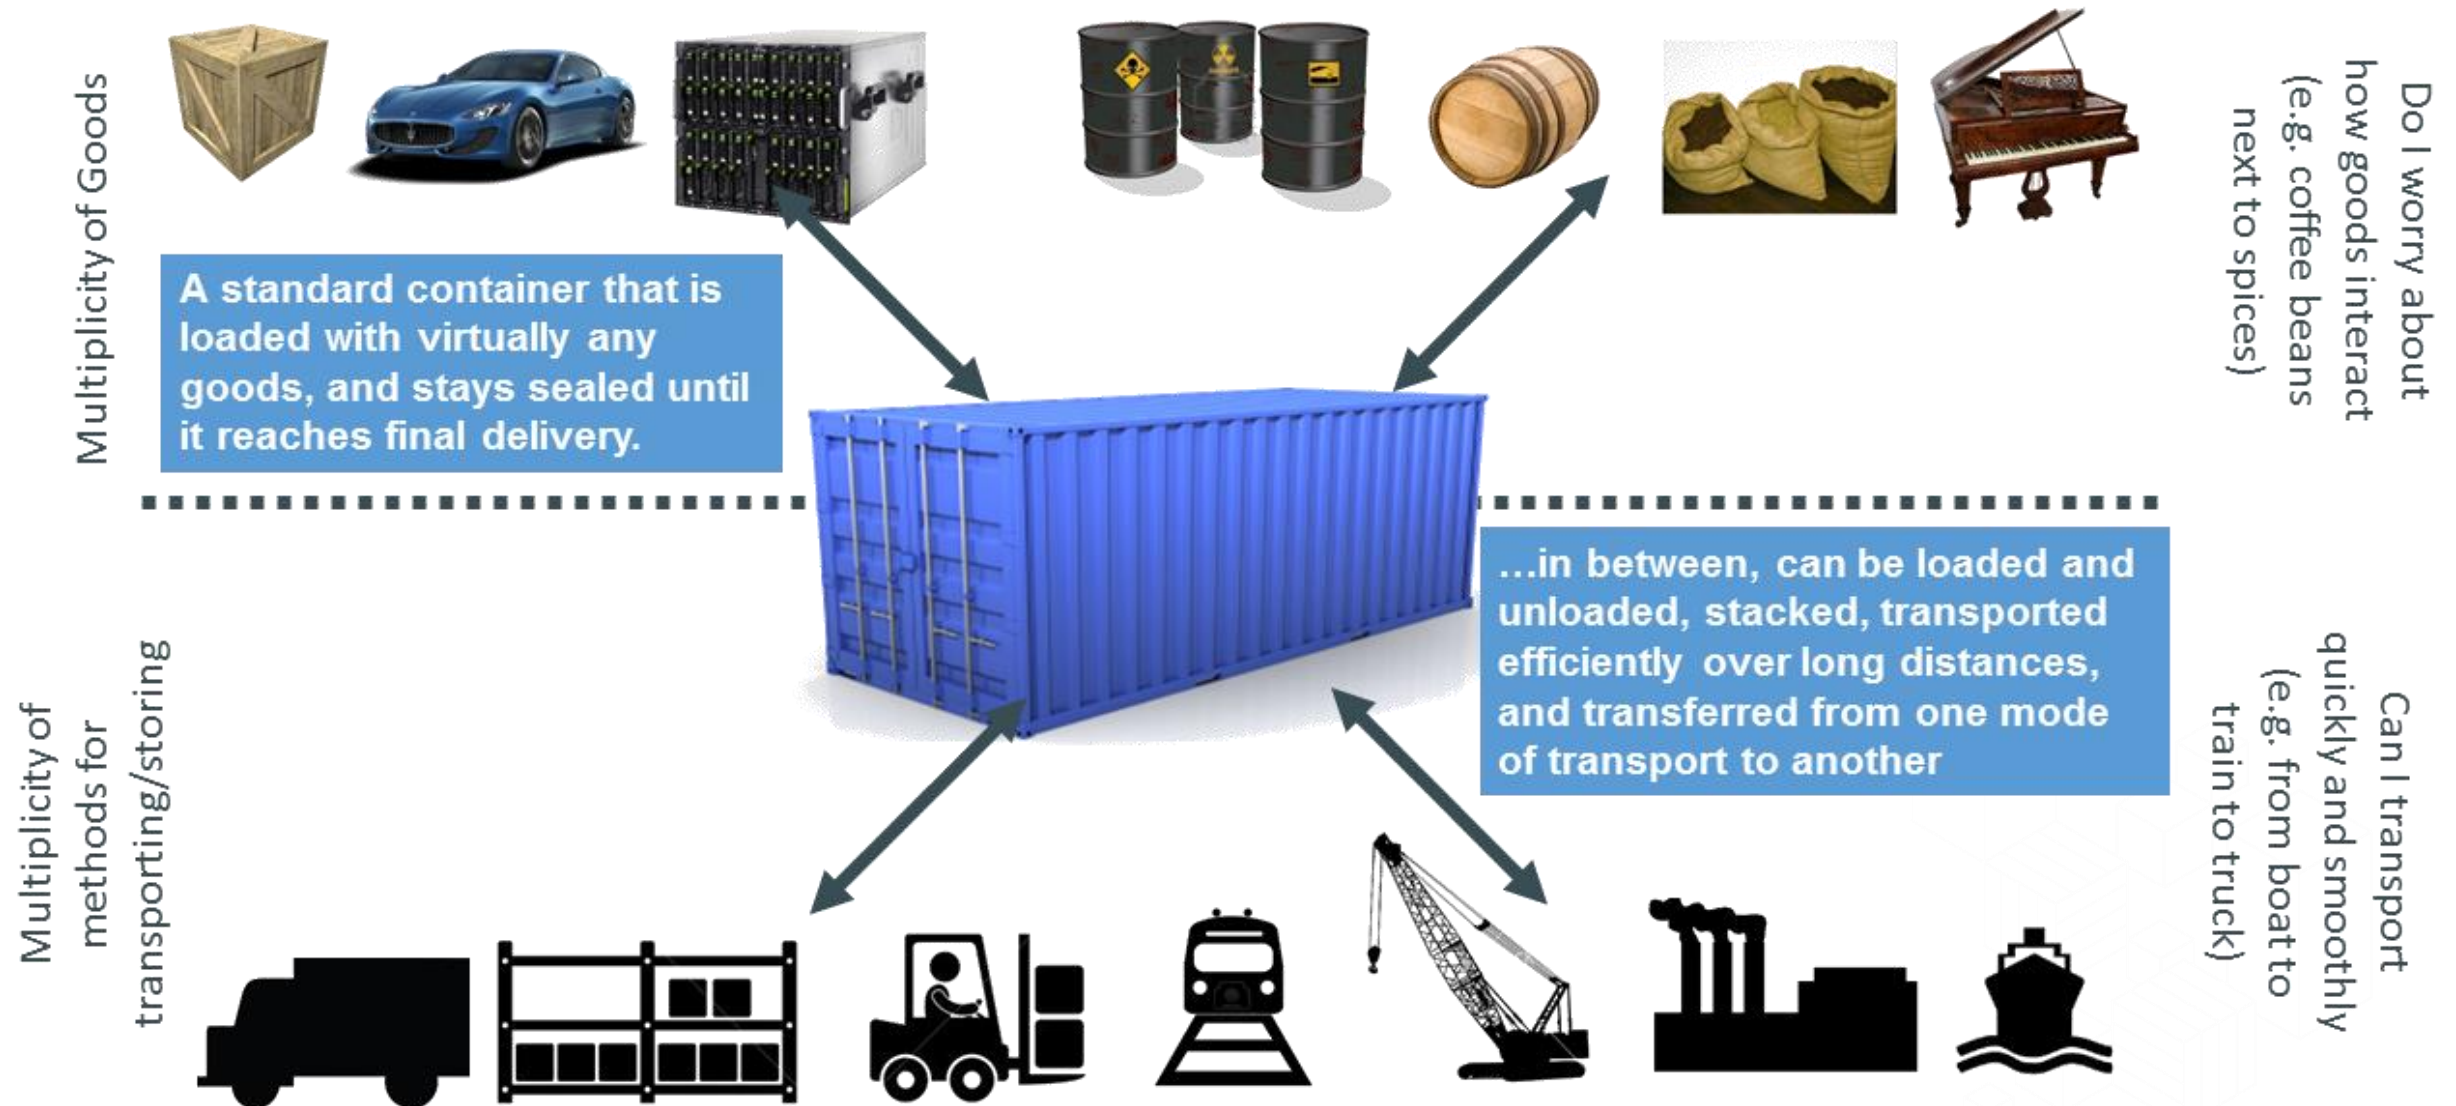 Multiplicity of Goods
A standard container that is
loaded with virtually any
goods, and stays sealed until
it reaches final delivery.
Do I worry about
how goods interact
(e.g. coffee beans
next to spices)
Multiplicity of
methods for
transporting/storing
...in between, can be loaded and
unloaded, stacked, transported
efficiently over long distances,
and transferred from one mode
of transport to another
Can I transport
quickly and smoothly
(e.g. from boat to
train to truck)